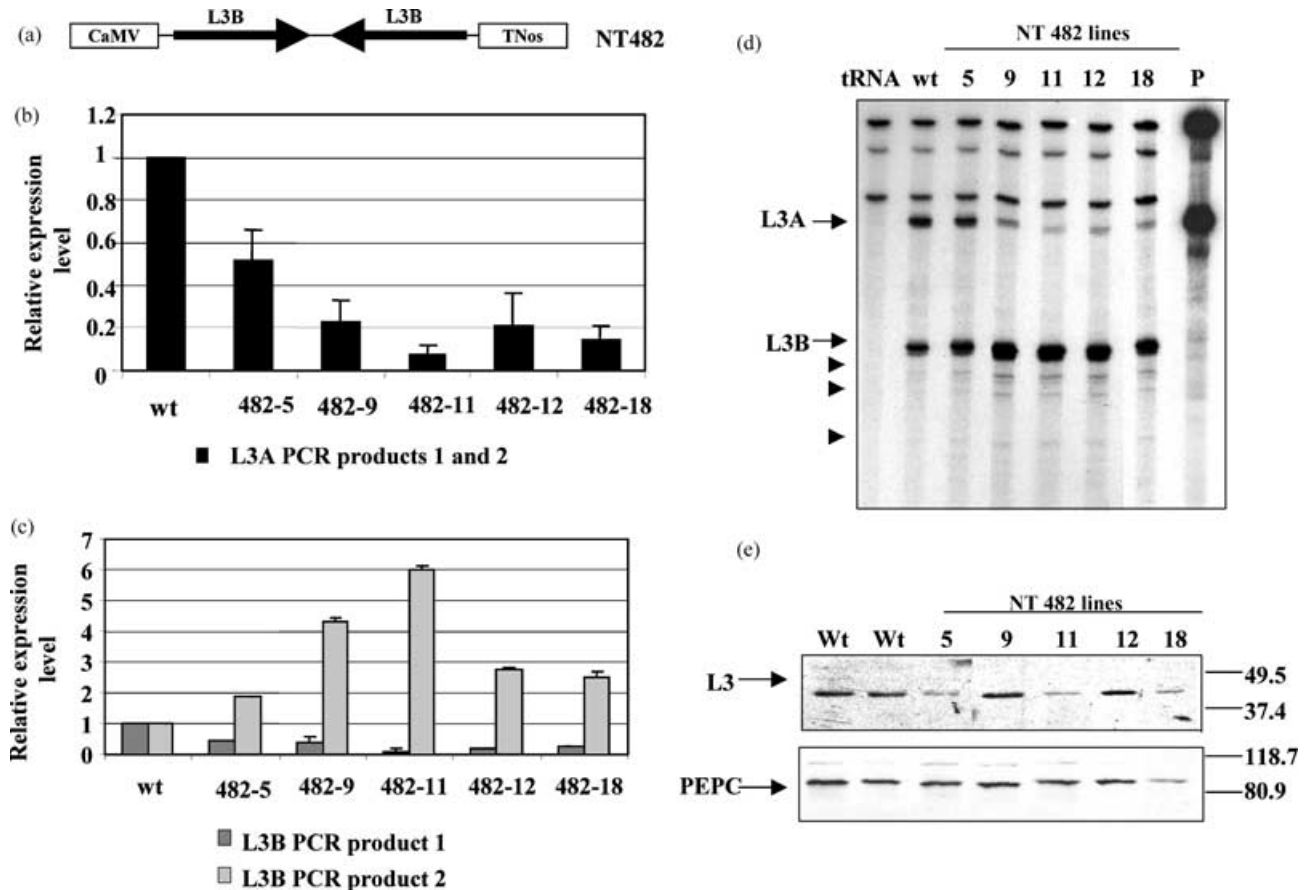 (a)
L3B L3B
CaMV TNos NT482
(b)
Relative expression level
1.2
1
0.8
0.6
0.4
0.2
0
wt 482-5 482-9 482-11 482-12 482-18
L3A PCR products 1 and 2
(c)
Relative expression level
7
6
5
4
3
2
1
0
wt 482-5 482-9 482-11 482-12 482-18
L3B PCR product 1
L3B PCR product 2
(d)
NT 482 lines
tRNA wt 5 9 11 12 18 P
L3A
L3B
(e)
NT 482 lines
Wt Wt 5 9 11 12 18
L3
49.5
37.4
PEPC
118.7
80.9